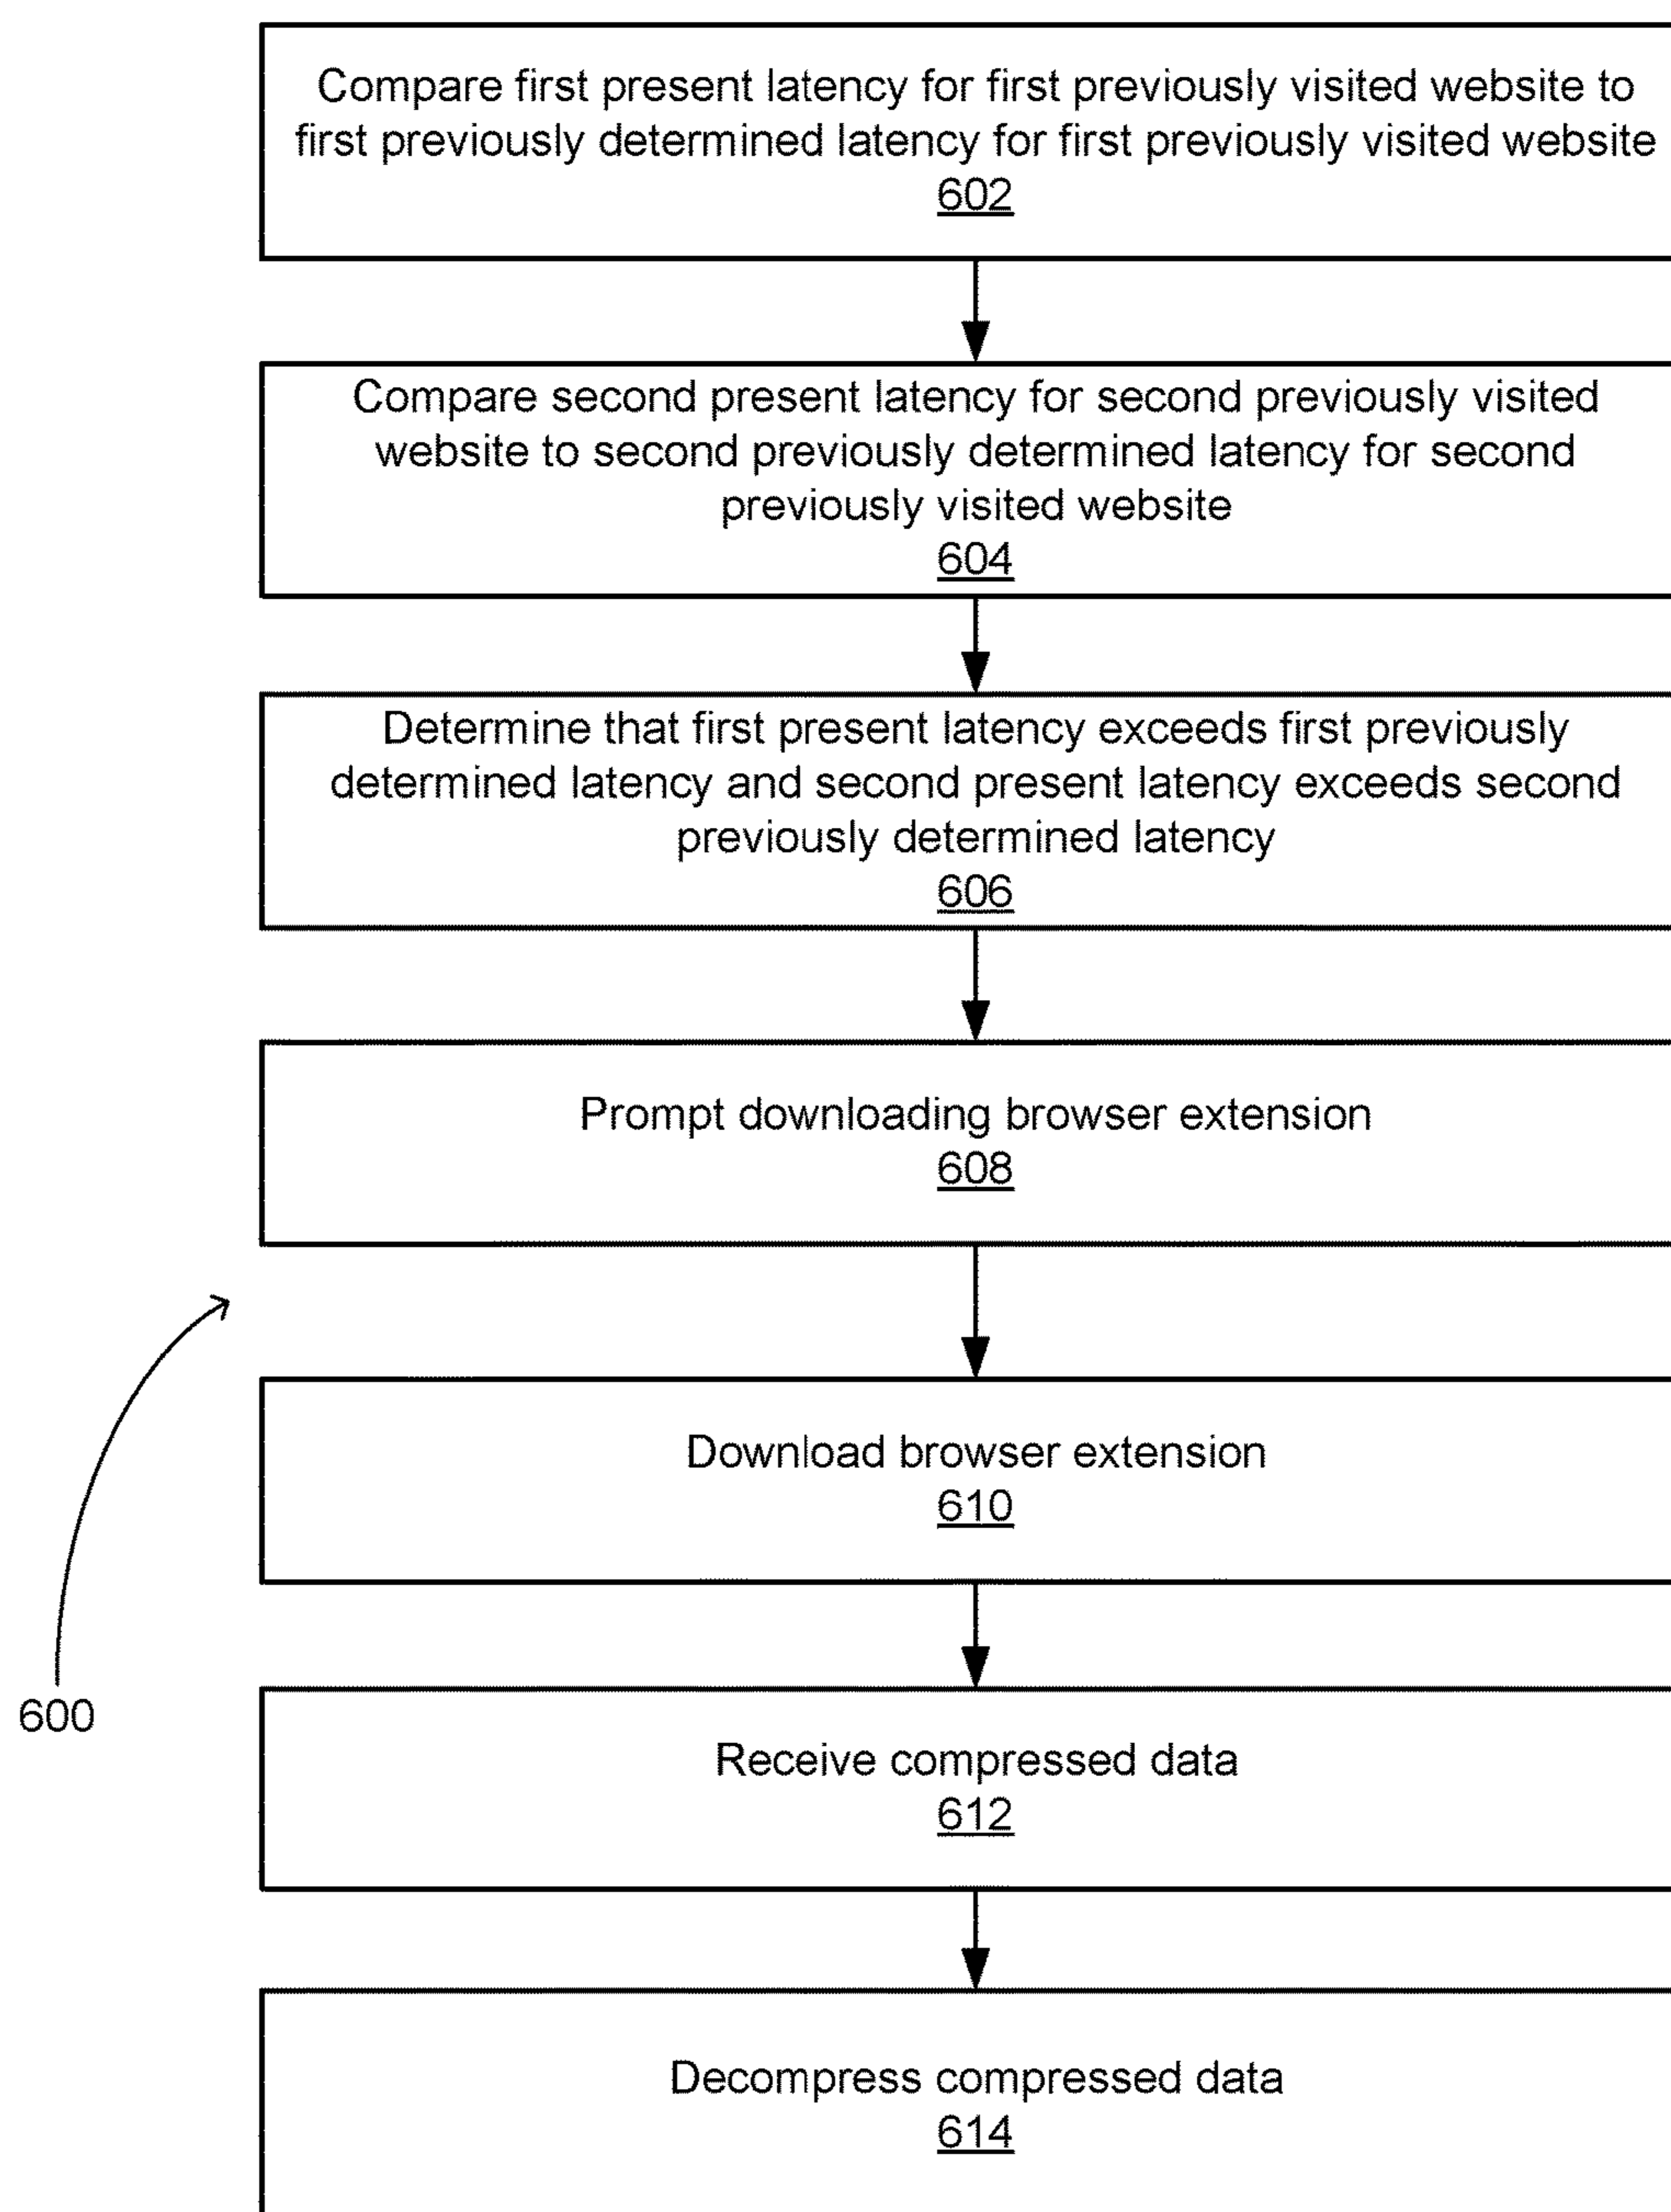 Compare first present latency for first previously visited website to
first previously determined latency for first previously visited website
602
Compare second present latency for second previously visited
website to second previously determined latency for second
previously visited website
604
Determine that first present latency exceeds first previously
determined latency and second present latency exceeds second
previously determined latency
606
Prompt downloading browser extension
608
Download browser extension
610
600
Receive compressed data
612
Decompress compressed data
614